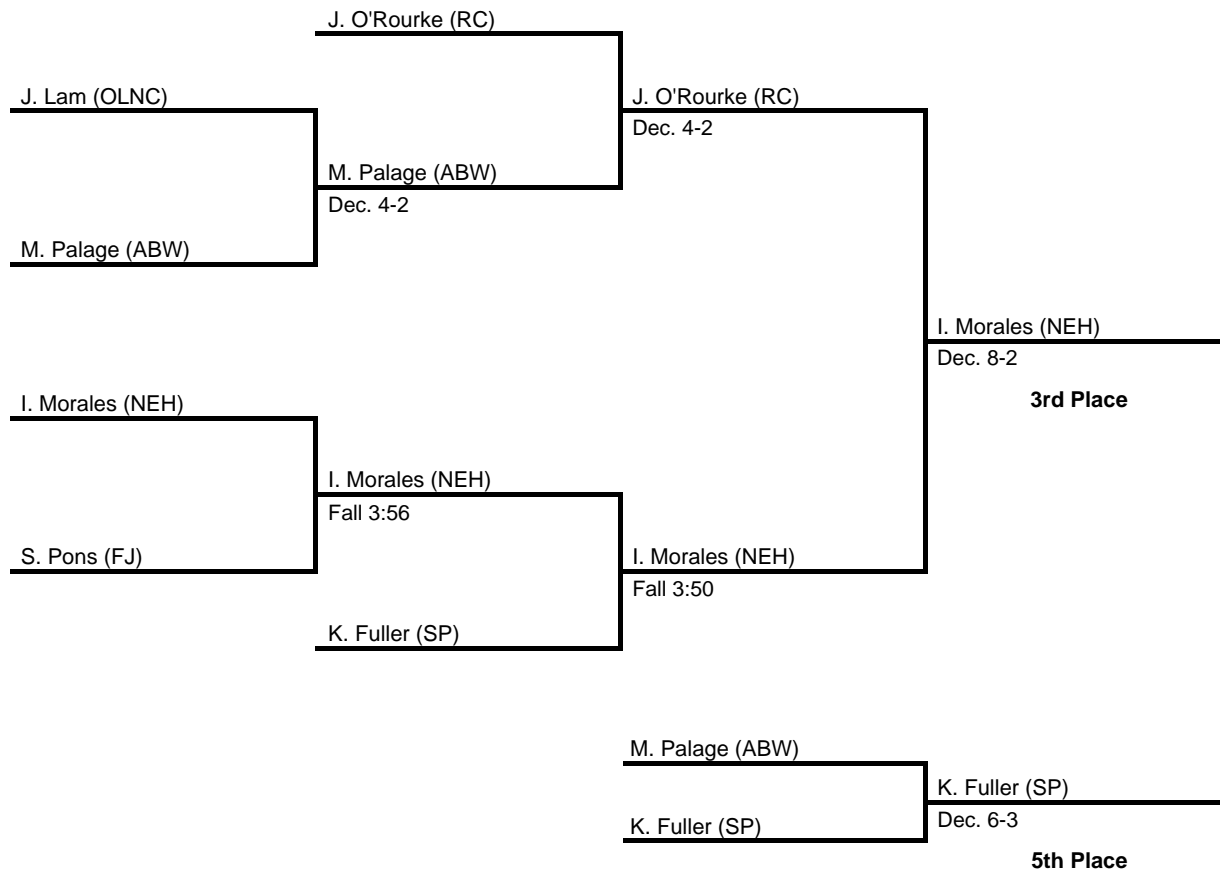 J. O'Rourke (RC)
J. Lam (OLNC)
J. O'Rourke (RC)
Dec. 4-2
M. Palage (ABW)
Dec. 4-2
M. Palage (ABW)
I. Morales (NEH)
Dec. 8-2
3rd Place
I. Morales (NEH)
I. Morales (NEH)
Fall 3:56
S. Pons (FJ)
I. Morales (NEH)
Fall 3:50
K. Fuller (SP)
M. Palage (ABW)
K. Fuller (SP)
Dec. 6-3
K. Fuller (SP)
5th Place